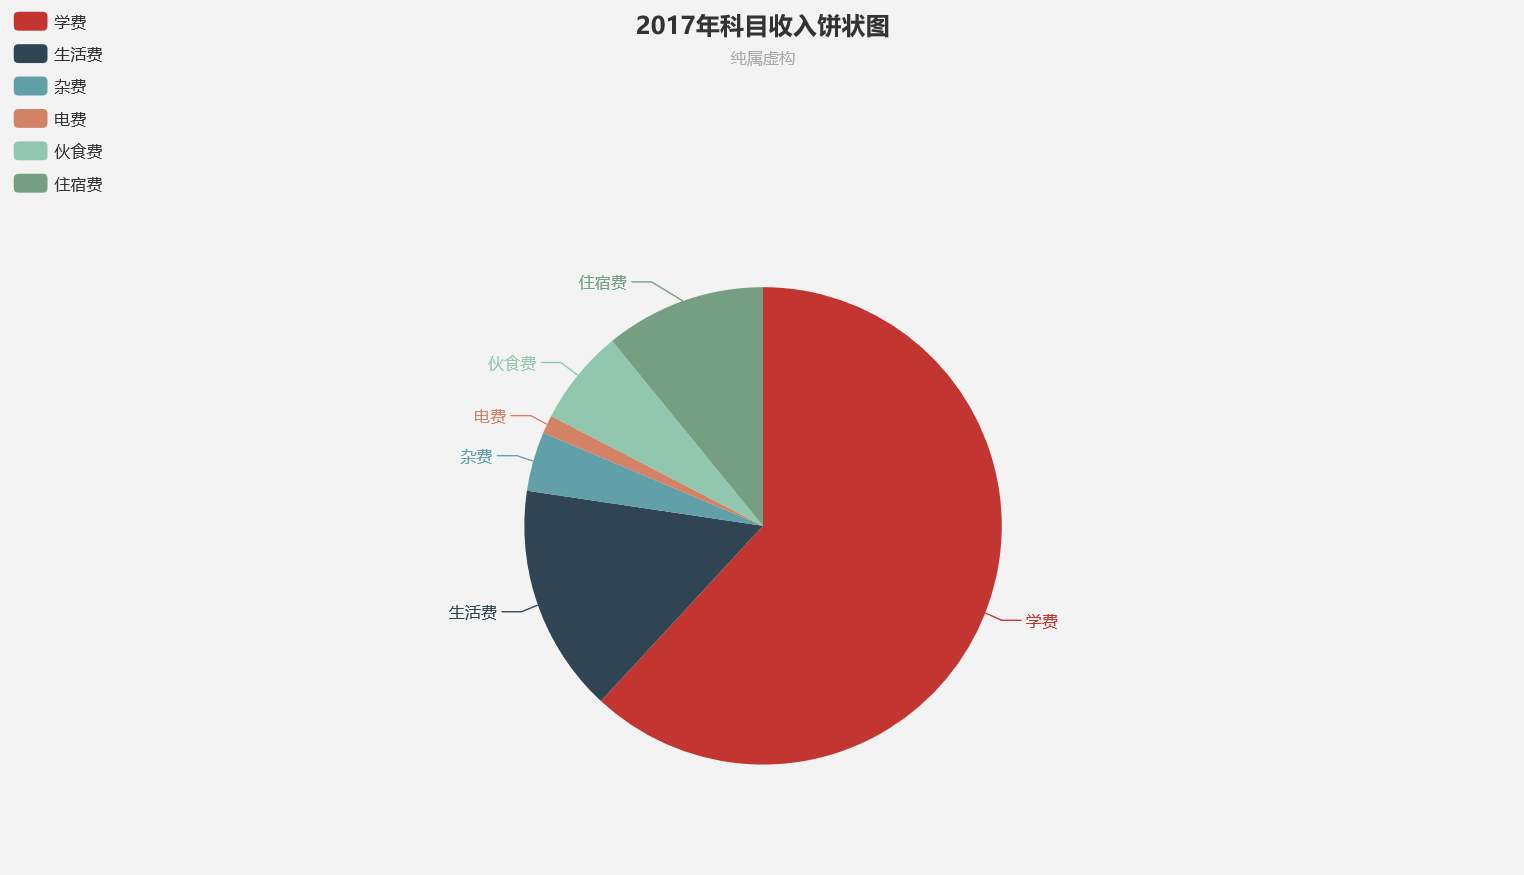 学费
生活费
杂费
电费
伙食费
住宿费
2017年科目收入饼状图
纯属虚构
住宿费
伙食费
电费
杂费
生活费
学费